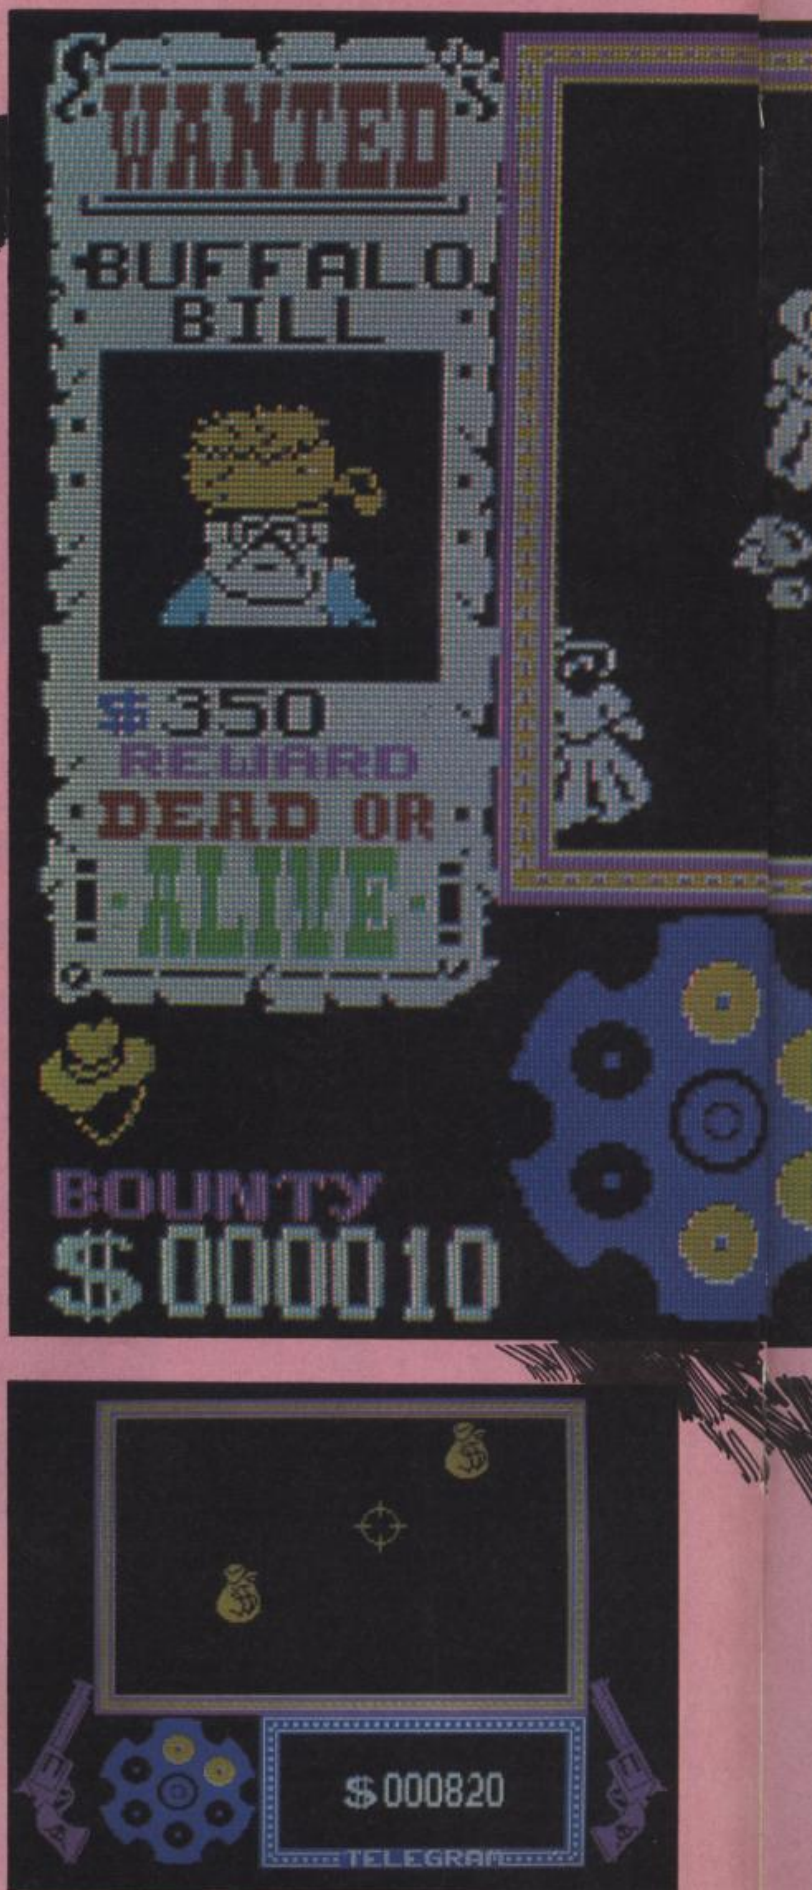 WANTED
BUFFALO
BILL
$350
REWARD
DEAD OR
ALIVE
BOUNTY
$000010
$000820
TELEGRAM